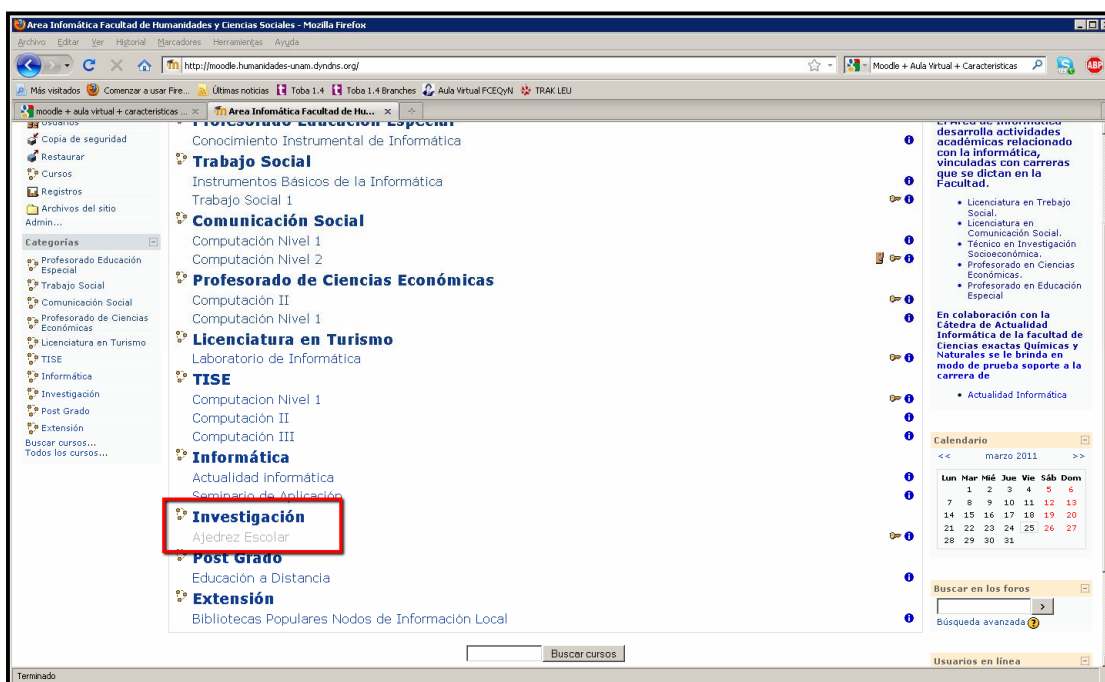 Area Infomática Facultad de Humanidades y Ciencias Sociales - Mozilla Firefox
Archivo Editar Ver Historial Marcadores Herramientas Ayuda
http://moodle.humanidades-unam.dyndns.org/
Moodle + Aula Virtual + Caracteristicas
ABP
Más visitados Comenzar a usar Fire... Últimas noticias Toba 1.4 Toba 1.4 Branches Aula Virtual FCEQyN TRAK LEU
moodle + aula virtual + caracteristicas ... Area Infomática Facultad de Hu...
Usuarios
Copia de seguridad
Restaurar
Cursos
Registros
Archivos del sitio
Admin...
Categorías
Profesorado Educación
Especial
Trabajo Social
Comunicación Social
Profesorado de Ciencias
Económicas
Licenciatura en Turismo
TISE
Informática
Investigación
Post Grado
Extensión
Buscar cursos...
Todos los cursos...
Profesorado Educación Especial
Conocimiento Instrumental de Informática
Trabajo Social
Instrumentos Básicos de la Informática
Trabajo Social 1
Comunicación Social
Computación Nivel 1
Computación Nivel 2
Profesorado de Ciencias Económicas
Computación II
Computación Nivel 1
Licenciatura en Turismo
Laboratorio de Informática
TISE
Computacion Nivel 1
Computación II
Computación III
Informática
Actualidad informática
Seminario de Aplicación
Investigación
Ajedrez Escolar
Post Grado
Educación a Distancia
Extensión
Bibliotecas Populares Nodos de Información Local
Buscar cursos
El Area de Informática
desarrolla actividades
académicas relacionado
con la informática,
vinculadas con carreras
que se dictan en la
Facultad.
Licenciatura en Trebajo
Social.
Licenciatura en
Comunicación Social.
Técnico en Investigación
Socioeconómica.
Profesorado en Ciencias
Económicas.
Profesorado en Educación
Especial
En colaboración con la
Cátedra de Actualidad
Informática de la facultad de
Ciencias exactas Químicas y
Naturales se le brinda en
modo de prueba soporte a la
carrera de
Actualidad Informática
Calendario
<< marzo 2011 >>
Lun Mar Mié Jue Vie Sáb Dom
1 2 3 4 5 6
7 8 9 10 11 12 13
14 15 16 17 18 19 20
21 22 23 24 25 26 27
28 29 30 31
Buscar en los foros
>
Búsqueda avanzada ?
Usuarios en línea
Terminado